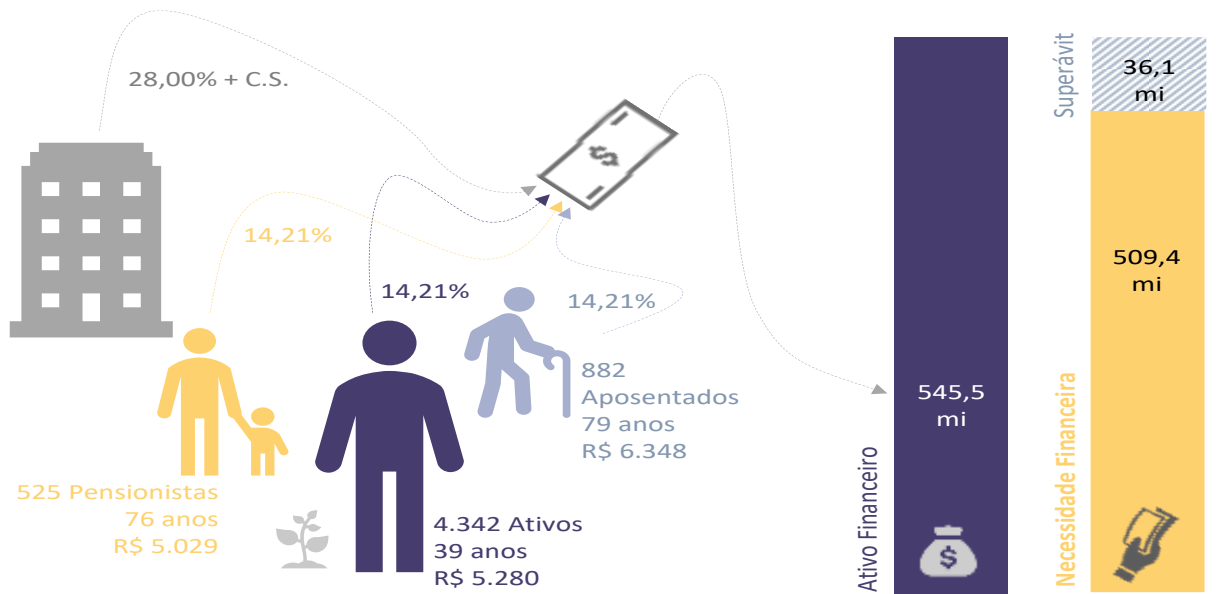 28,00% + C.S.
14,21%
14,21%
14,21%
525 Pensionistas
76 anos
R$ 5.029
4.342 Ativos
39 anos
R$ 5.280
882
Aposentados
79 anos
R$ 6.348
$
Ativo Financeiro
545,5
mi
$
Superávit
36,1
mi
Necessidade Financeira
509,4
mi